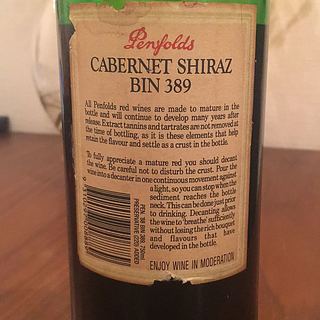 Penfolds
CABERNET SHIRAZ
BIN 389
All Penfolds red wines are made to mature in the
bottle and will continue to develop many years after
release. Extract tannins and tartrates are not removed at
the time of bottling, as it is these elements that help
retain the flavour and settle as a crust in the bottle.
To fully appreciate a mature red you should decant
the wine. Be careful not to disturb the crust. Pour the
wine into a decanter in one continuous movement against
a light, so you can stop when the
sediment reaches the bottle
neck. This can be done just prior
to drinking. Decanting allows
the wine to 'breathe' sufficiently
without losing the rich bouquet
and flavours that have
developed in the bottle.
PRESERVATIVE (220) ADDED
ENJOY WINE IN MODERATION